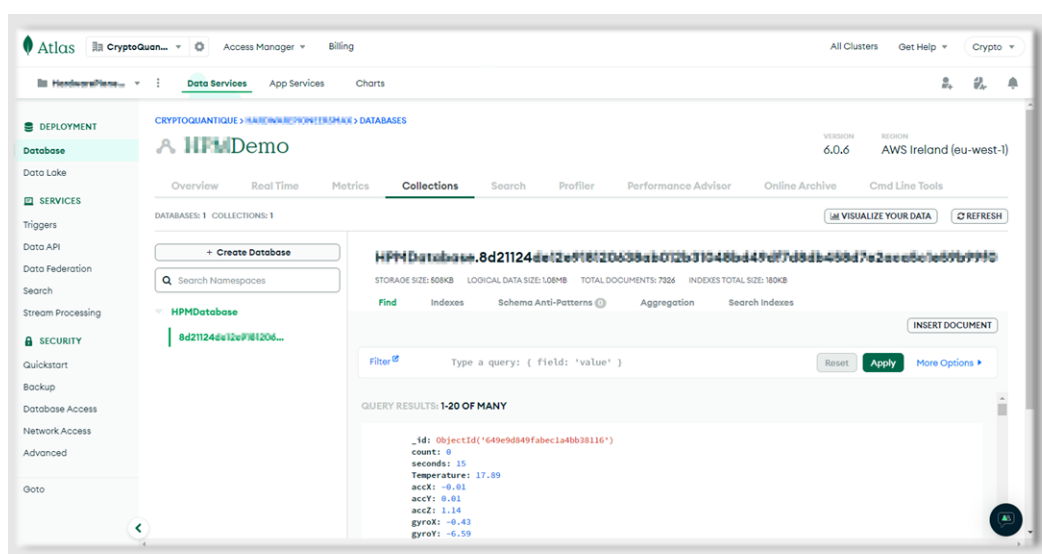 Atlas CryptoQuan... Access Manager Billing All Clusters Get Help Crypto
Data Services App Services Charts
DEPLOYMENT
Database
Data Lake
SERVICES
Triggers
Data API
Data Federation
Search
Stream Processing
SECURITY
Quickstart
Backup
Database Access
Network Access
Advanced
Goto
CRYPTOQUANTIQUE > > DATABASES
HPMDemo
VERSION
6.0.6
REGION
AWS Ireland (eu-west-1)
Overview Real Time Metrics Collections Search Profiler Performance Advisor Online Archive Cmd Line Tools
DATABASES: 1 COLLECTIONS: 1
VISUALIZE YOUR DATA REFRESH
+ Create Database
Search Namespaces
HPMDatabase
8d21124
HPMDatabase.8d21124
STORAGE SIZE: 508KB LOGICAL DATA SIZE: 1.08MB TOTAL DOCUMENTS: 7326 INDEXES TOTAL SIZE: 180KB
Find Indexes Schema Anti-Patterns 0 Aggregation Search Indexes
INSERT DOCUMENT
Filter Type a query: { field: 'value' } Reset Apply More Options
QUERY RESULTS: 1-20 OF MANY
_id: ObjectId('649e9d849fabec1a4bb38116')
count: 0
seconds: 15
Temperature: 17.89
accX: -0.01
accY: 0.01
accZ: 1.14
gyroX: -0.43
gyroY: -6.59